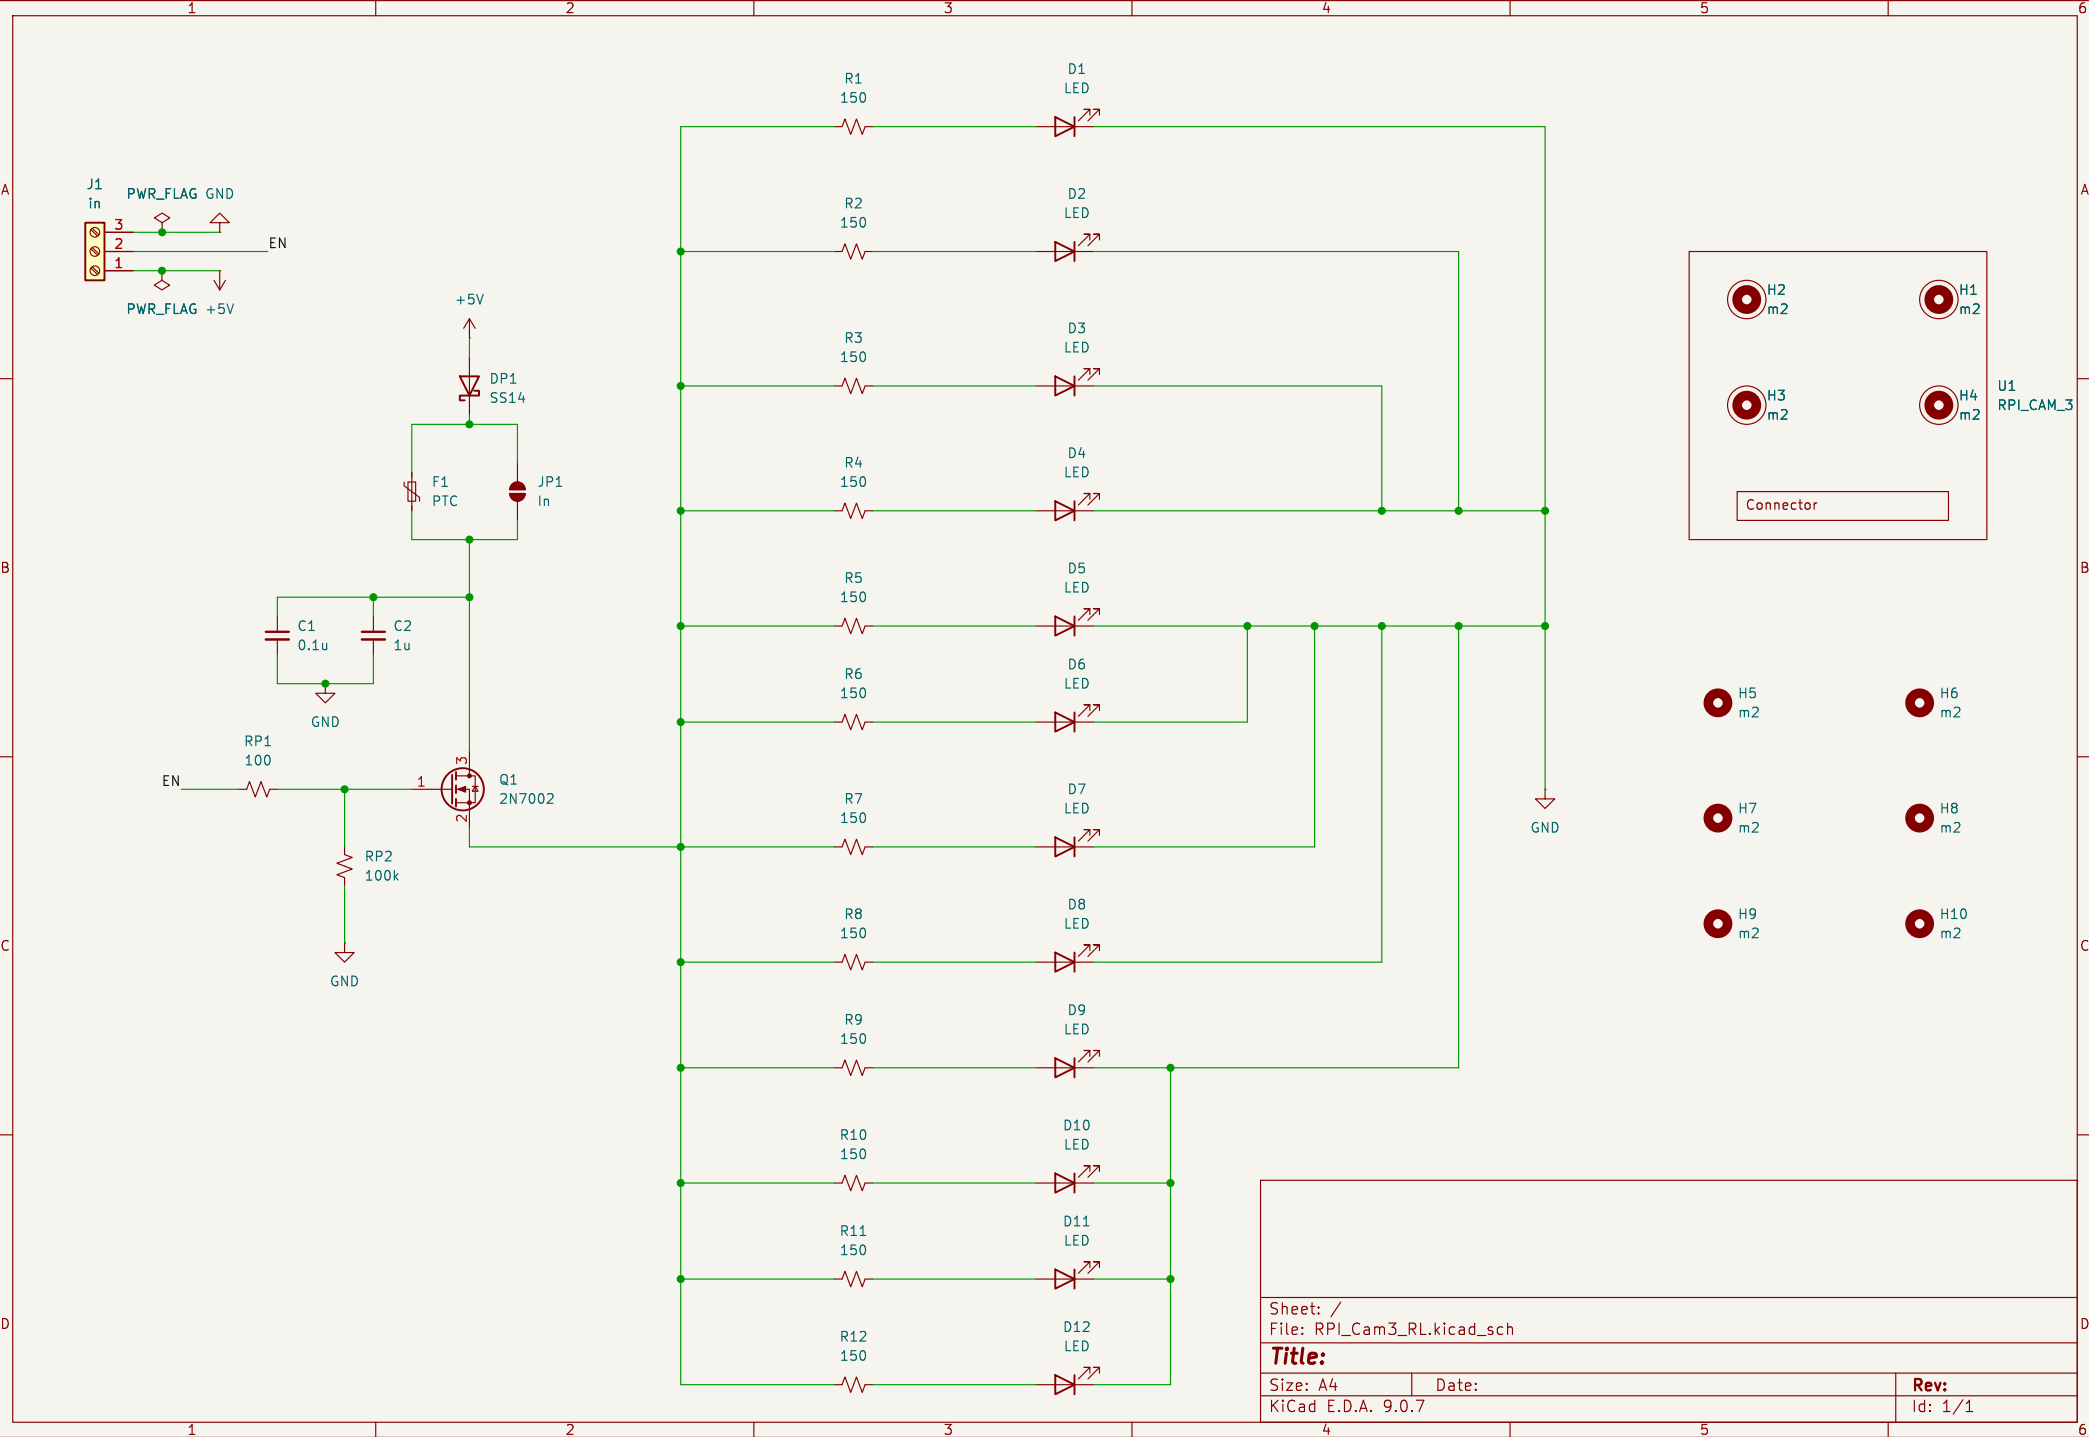 1 2 3 4 5 6
A
B
C
D
A
B
C
D
J1
in
PWR_FLAG GND
3
2
1
EN
PWR_FLAG +5V
+5V
DP1
SS14
F1
PTC
JP1
In
C1
0.1u
C2
1u
GND
RP1
100
EN
1
3
2
Q1
2N7002
RP2
100k
GND
R1
150
D1
LED
R2
150
D2
LED
R3
150
D3
LED
R4
150
D4
LED
R5
150
D5
LED
R6
150
D6
LED
R7
150
D7
LED
R8
150
D8
LED
R9
150
D9
LED
R10
150
D10
LED
R11
150
D11
LED
R12
150
D12
LED
GND
H2
m2
H1
m2
H3
m2
H4
m2
U1
RPI_CAM_3
Connector
H5
m2
H6
m2
H7
m2
H8
m2
H9
m2
H10
m2
Sheet: /
File: RPI_Cam3_RL.kicad_sch
Title:
Size: A4 Date: Rev:
KiCad E.D.A. 9.0.7 Id: 1/1
1 2 3 4 5 6